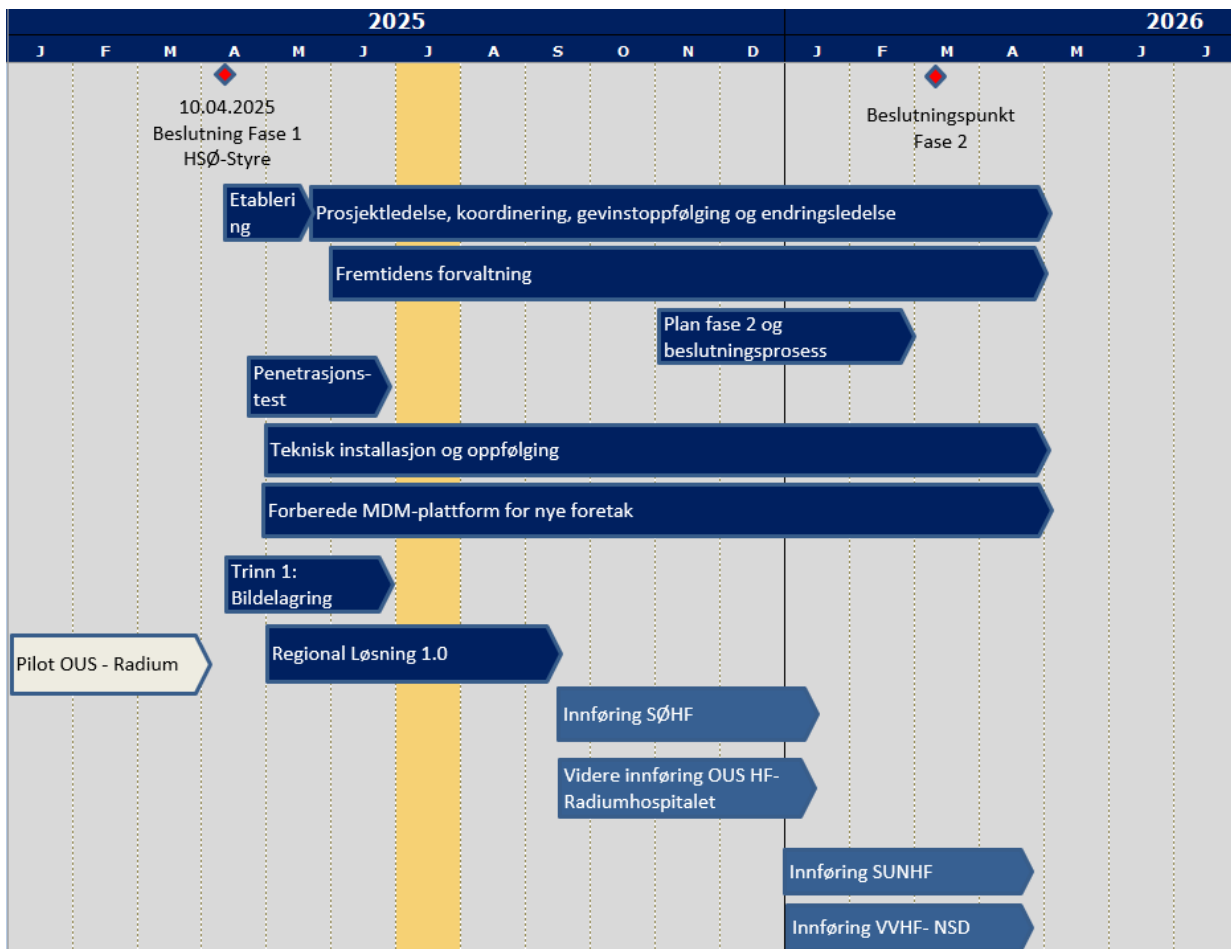 2025 2026
J F M A M J J A S O N D J F M A M J J
10.04.2025
Beslutning Fase 1
HSØ-Styre
Beslutningspunkt
Fase 2
Etableri
ng
Prosjektledelse, koordinering, gevinstoppfølging og endringsledelse
Fremtidens forvaltning
Plan fase 2 og
beslutningsprosess
Penetrasjons-
test
Teknisk installasjon og oppfølging
Forberede MDM-plattform for nye foretak
Trinn 1:
Bildelagring
Pilot OUS - Radium
Regional Løsning 1.0
Innføring SØHF
Videre innføring OUS HF-
Radiumhospitalet
Innføring SUNHF
Innføring VVHF- NSD